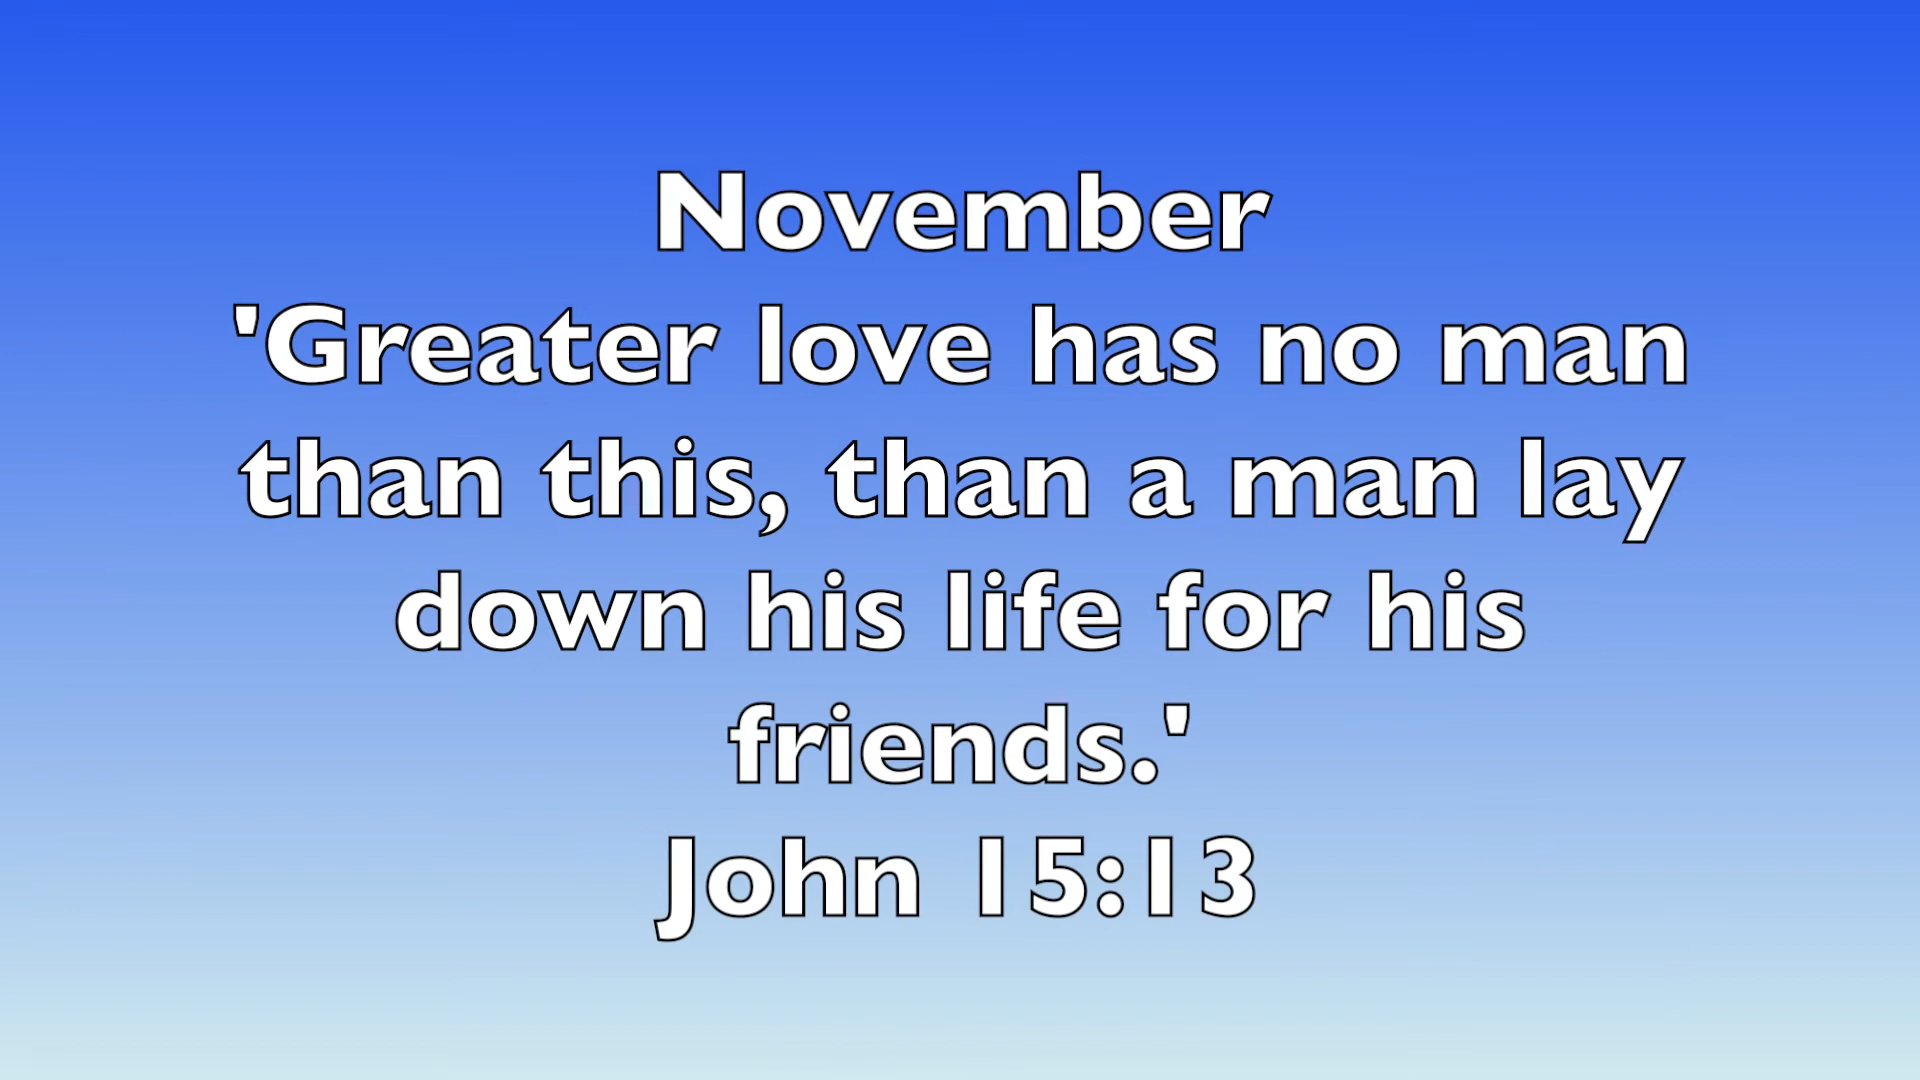 November
'Greater love has no man
than this, than a man lay
down his life for his
friends.'
John 15:13